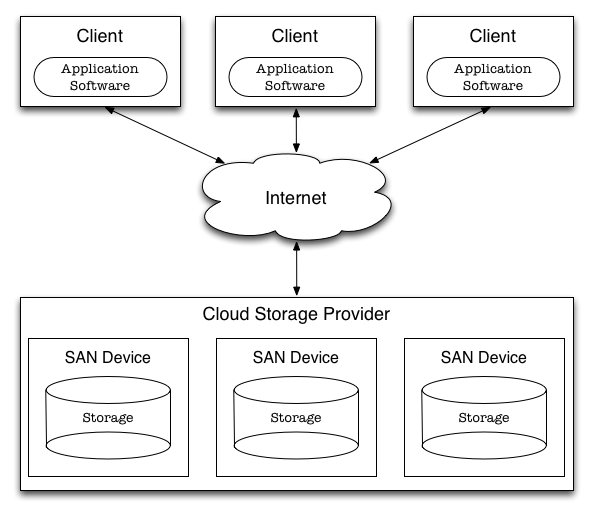 Client
Client
Client
Application
Software
Application
Software
Application
Software
Internet
Cloud Storage Provider
SAN Device
SAN Device
SAN Device
Storage
Storage
Storage